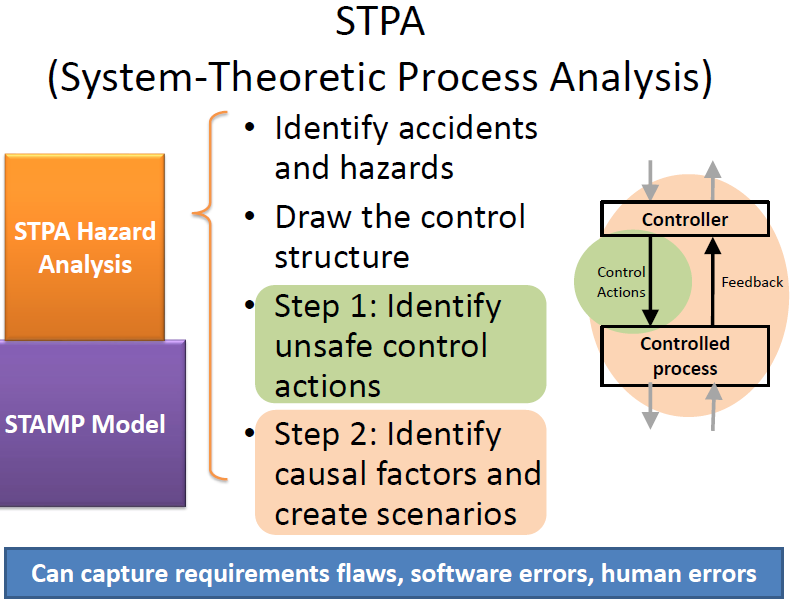 STPA
(System-Theoretic Process Analysis)
• Identify accidents
and hazards
• Draw the control
structure
• Step 1: Identify
unsafe control
actions
• Step 2: Identify
causal factors and
create scenarios
STPA Hazard
Analysis
STAMP Model
Controller
Control
Actions
Feedback
Controlled
process
Can capture requirements flaws, software errors, human errors